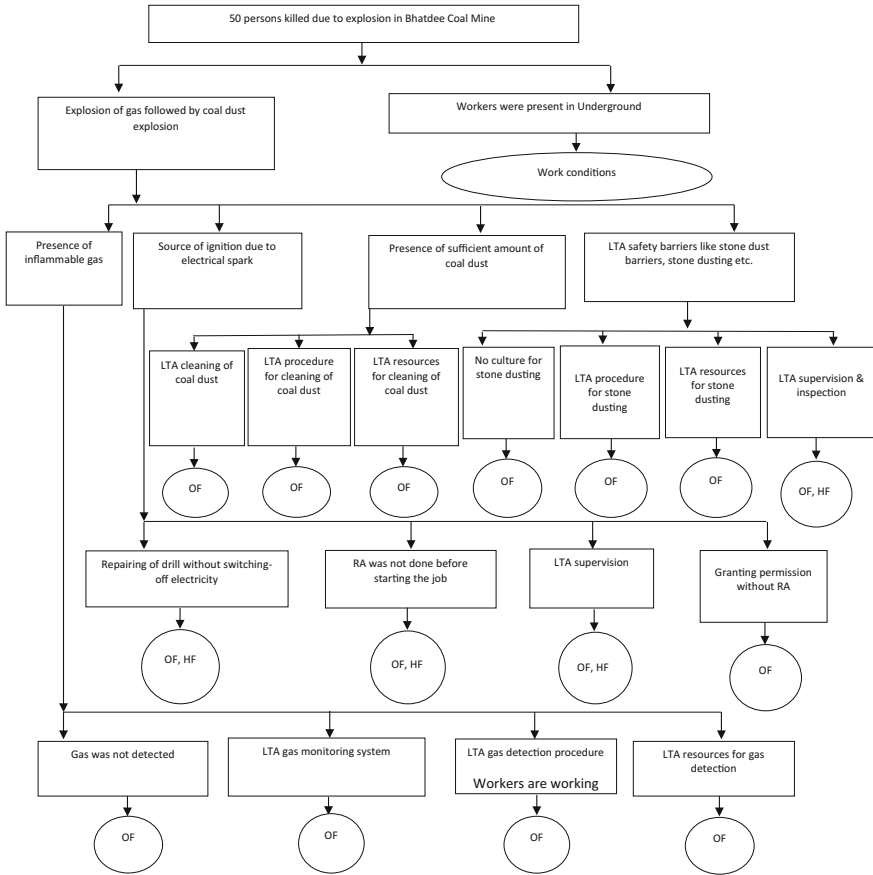 50 persons killed due to explosion in Bhatdee Coal Mine
Explosion of gas followed by coal dust
explosion
Workers were present in Underground
Work conditions
Presence of
inflammable gas
Source of ignition due to
electrical spark
Presence of sufficient amount of
coal dust
LTA safety barriers like stone dust
barriers, stone dusting etc.
LTA cleaning of
coal dust
LTA procedure
for cleaning of
coal dust
LTA resources
for cleaning of
coal dust
No culture for
stone dusting
LTA procedure
for stone
dusting
LTA resources
for stone
dusting
LTA supervision &
inspection
OF
OF
OF
OF
OF
OF
OF, HF
Repairing of drill without switching-
off electricity
RA was not done before
starting the job
LTA supervision
Granting permission
without RA
OF, HF
OF, HF
OF, HF
OF
Gas was not detected
LTA gas monitoring system
LTA gas detection procedure
Workers are working
LTA resources for gas
detection
OF
OF
OF
OF